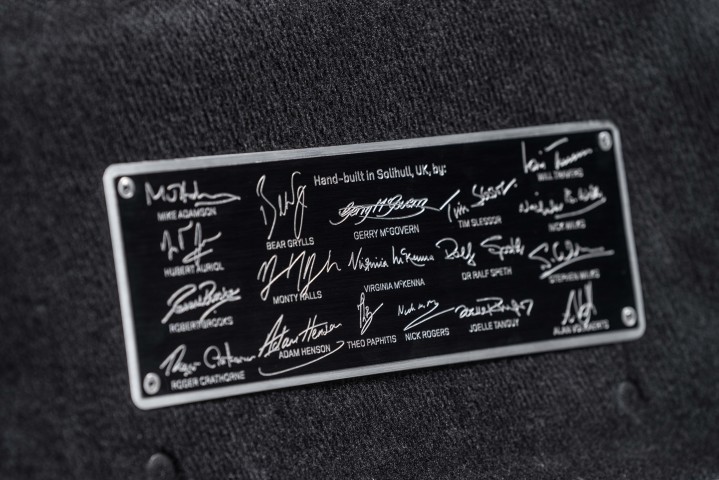 Hand-built in Solihull, UK, by:
MIKE ADAMSON
BEAR GRYLLS
GERRY McGOVERN
TIM SLESSOR
WILL TIMMINS
HUBERT AURIOL
MONTY HALLS
VIRGINIA McKENNA
DR RALF SPETH
NICK WILKS
ROBERT BROOKS
ADAM HENSON
THEO PAPHITIS
NICK ROGERS
JOELLE TANGUY
STEPHEN WILKS
ROGER CRATHORNE
ALAN